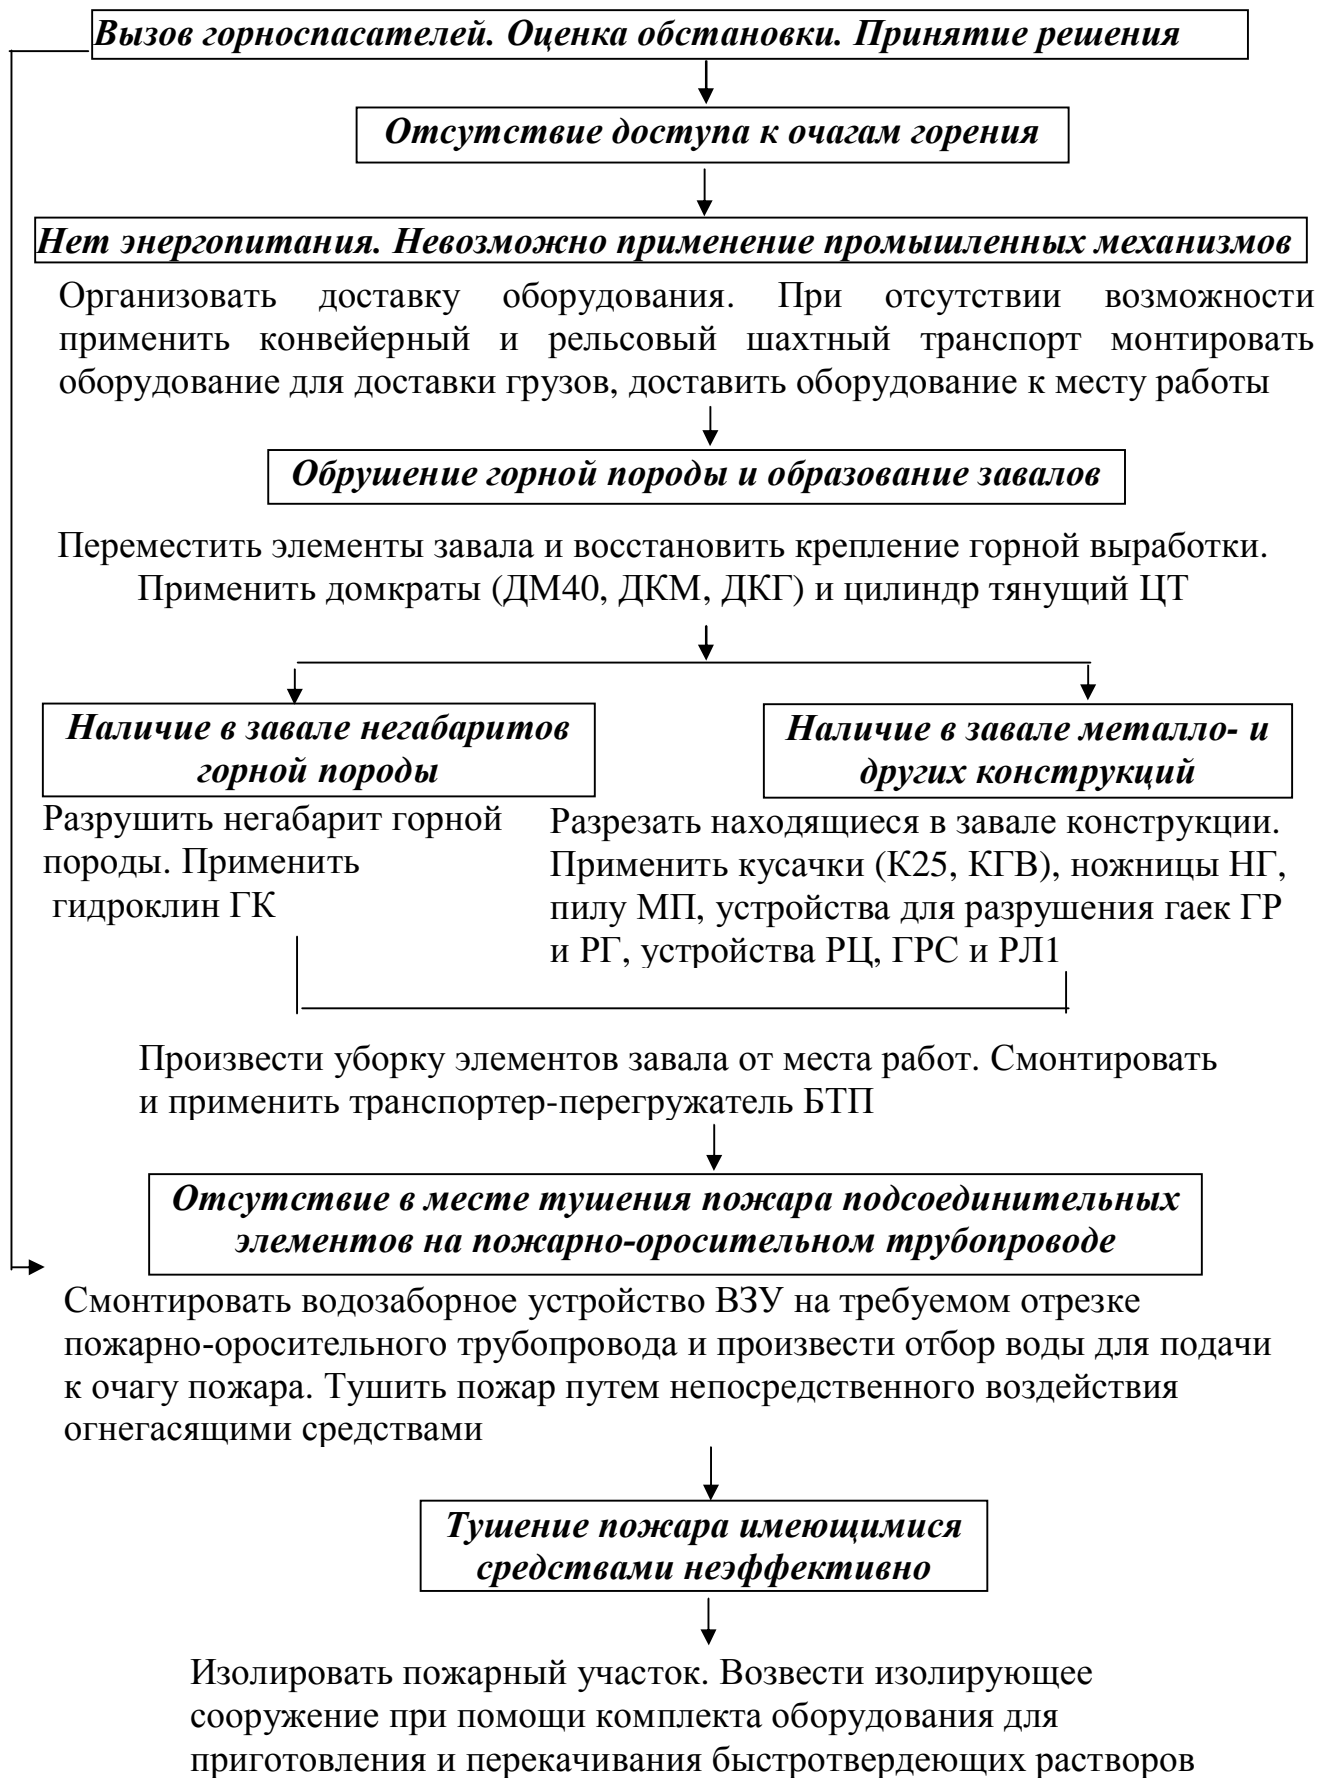 Вызов горноспасателей. Оценка обстановки. Принятие решения
Отсутствие доступа к очагам горения
Нет энергопитания. Невозможно применение промышленных механизмов
Организовать доставку оборудования. При отсутствии возможности
применить конвейерный и рельсовый шахтный транспорт монтировать
оборудование для доставки грузов, доставить оборудование к месту работы
Обрушение горной породы и образование завалов
Переместить элементы завала и восстановить крепление горной выработки.
Применить домкраты (ДМ40, ДКМ, ДКГ) и цилиндр тянущий ЦТ
Наличие в завале негабаритов
горной породы
Разрушить негабарит горной
породы. Применить
гидроклин ГК
Наличие в завале металло- и
других конструкций
Разрезать находящиеся в завале конструкции.
Применить кусачки (К25, КГВ), ножницы НГ,
пилу МП, устройства для разрушения гаек ГР
и РГ, устройства РЦ, ГРС и РЛ1
Произвести уборку элементов завала от места работ. Смонтировать
и применить транспортер-перегружатель БТП
Отсутствие в месте тушения пожара подсоединительных
элементов на пожарно-оросительном трубопроводе
Смонтировать водозаборное устройство ВЗУ на требуемом отрезке
пожарно-оросительного трубопровода и произвести отбор воды для подачи
к очагу пожара. Тушить пожар путем непосредственного воздействия
огнегасящими средствами
Тушение пожара имеющимися
средствами неэффективно
Изолировать пожарный участок. Возвести изолирующее
сооружение при помощи комплекта оборудования для
приготовления и перекачивания быстротвердеющих растворов